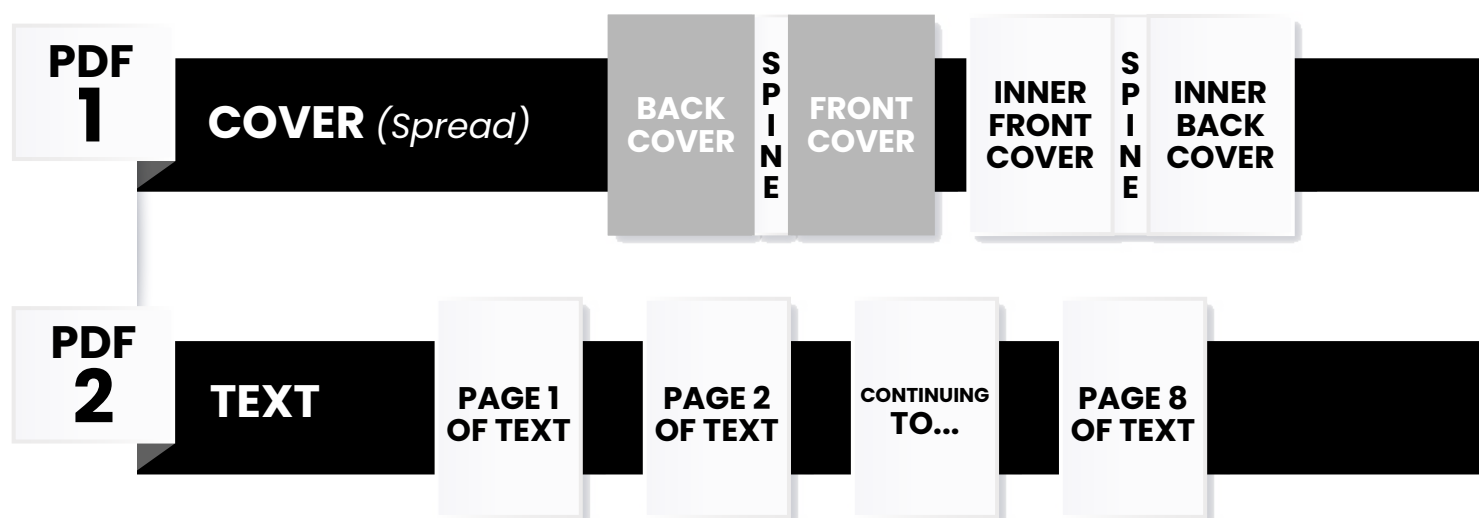 PDF
1
COVER (Spread)
BACK
COVER
S
P
I
N
E
FRONT
COVER
INNER
FRONT
COVER
S
P
I
N
E
INNER
BACK
COVER
PDF
2
TEXT
PAGE 1
OF TEXT
PAGE 2
OF TEXT
CONTINUING
TO...
PAGE 8
OF TEXT